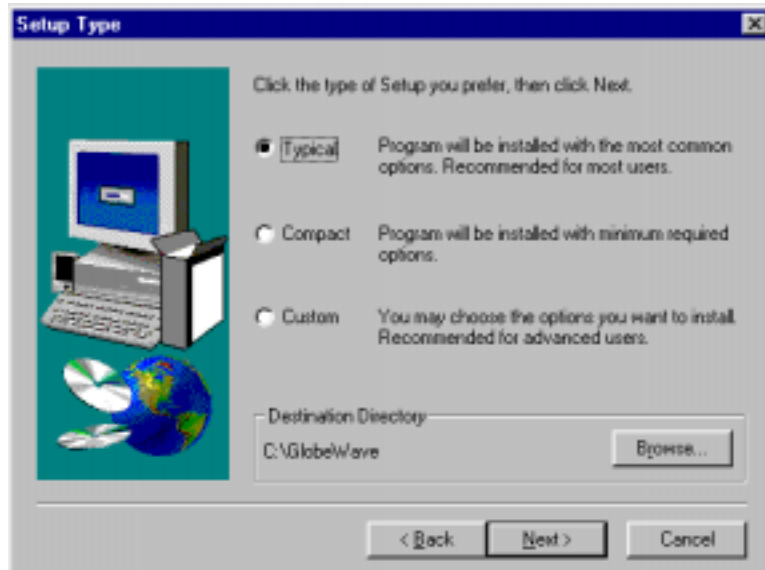 Setup Type
Click the type of Setup you prefer, then click Next.
Typical
Program will be installed with the most common
options. Recommended for most users.
Compact
Program will be installed with minimum required
options.
Custom
You may choose the options you want to install.
Recommended for advanced users.
Destination Directory
C:\GlobeWave
Browse...
< Back
Next >
Cancel